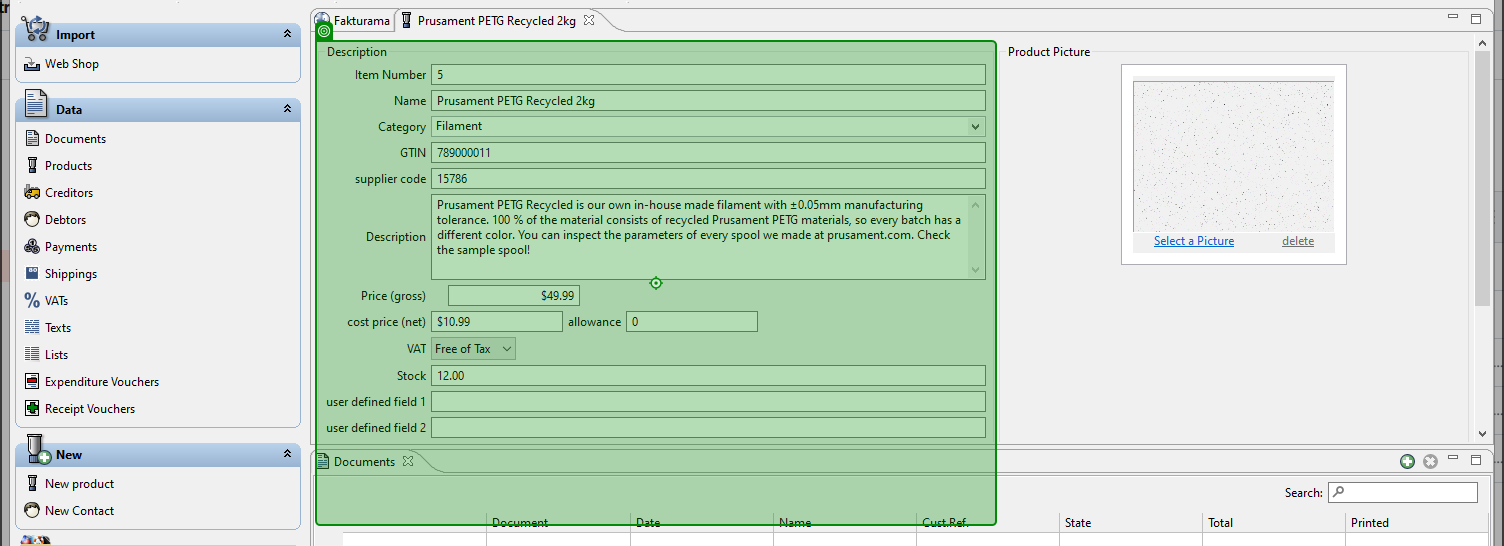 Import
Web Shop
Data
Documents
Products
Creditors
Debtors
Payments
Shippings
VATs
Texts
Lists
Expenditure Vouchers
Receipt Vouchers
New
New product
New Contact
Fakturama
Prusament PETG Recycled 2kg
Description
Item Number 5
Name Prusament PETG Recycled 2kg
Category Filament
GTIN 789000011
supplier code 15786
Description Prusament PETG Recycled is our own in-house made filament with ±0.05mm manufacturing
tolerance. 100 % of the material consists of recycled Prusament PETG materials, so every batch has a
different color. You can inspect the parameters of every spool we made at prusament.com. Check
the sample spool!
Price (gross) $49.99
cost price (net) $10.99 allowance 0
VAT Free of Tax
Stock 12.00
user defined field 1
user defined field 2
Product Picture
Select a Picture delete
Documents
Search:
Document Date Name Cust.Ref. State Total Printed